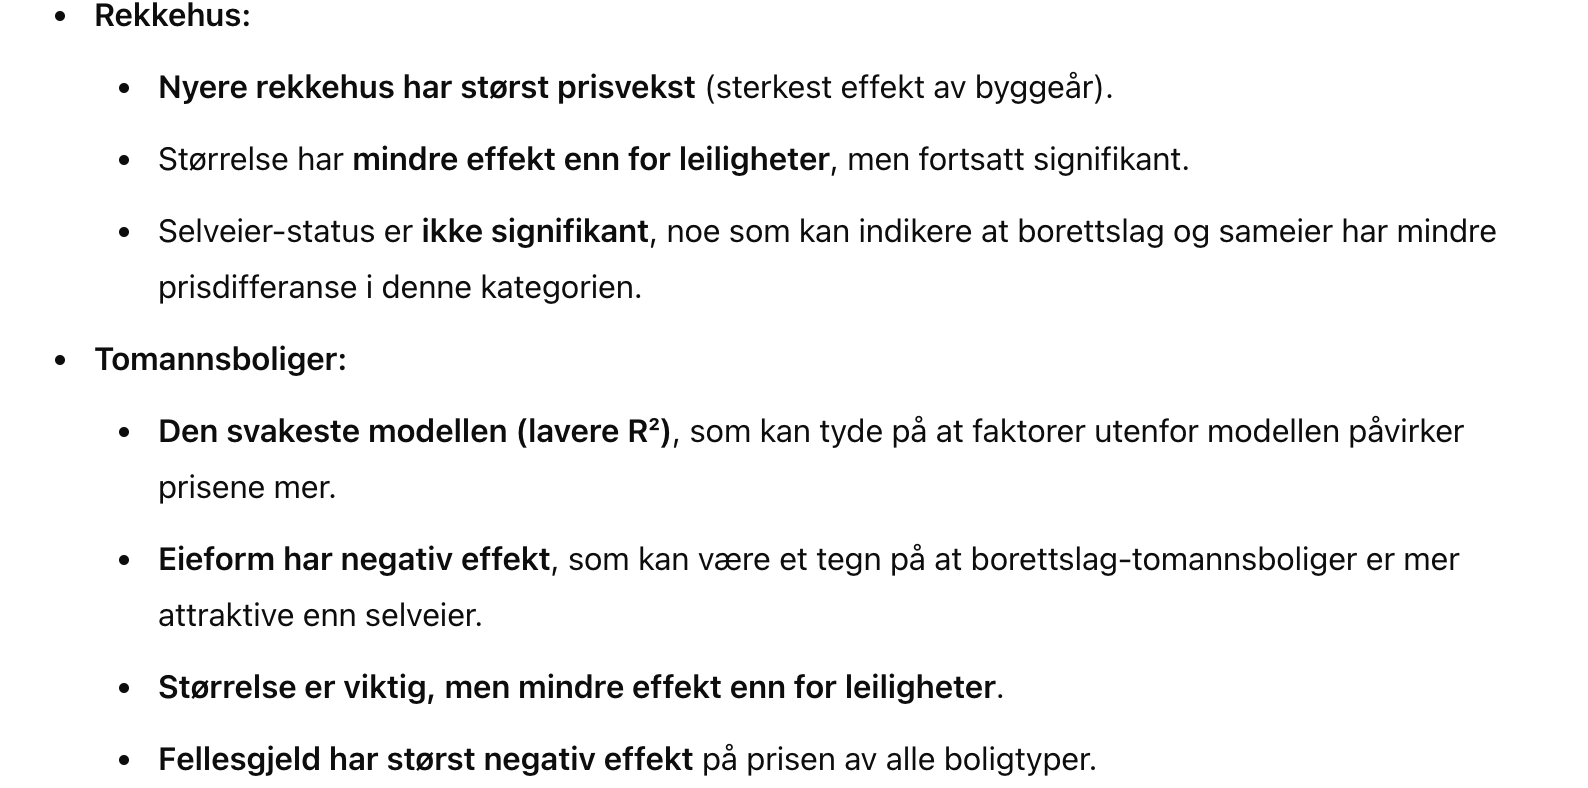 • Rekkehus:
• Nyere rekkehus har størst prisvekst (sterkest effekt av byggeår).
• Størrelse har mindre effekt enn for leiligheter, men fortsatt signifikant.
• Selveier-status er ikke signifikant, noe som kan indikere at borettslag og sameier har mindre
prisdifferanse i denne kategorien.
• Tomannsboliger:
• Den svakeste modellen (lavere R²), som kan tyde på at faktorer utenfor modellen påvirker
prisene mer.
• Eieform har negativ effekt, som kan være et tegn på at borettslag-tomannsboliger er mer
attraktive enn selveier.
• Størrelse er viktig, men mindre effekt enn for leiligheter.
• Fellesgjeld har størst negativ effekt på prisen av alle boligtyper.